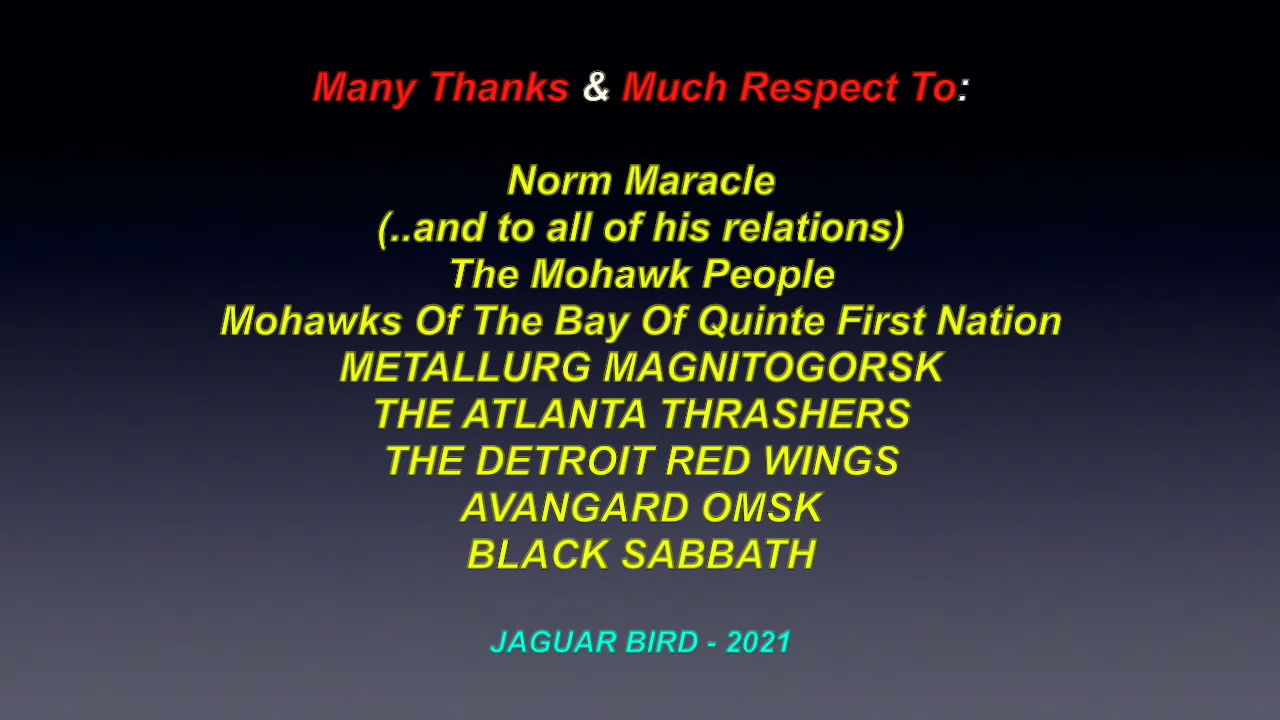 Many Thanks & Much Respect To:
Norm Maracle
(..and to all of his relations)
The Mohawk People
Mohawks Of The Bay Of Quinte First Nation
METALLURG MAGNITOGORSK
THE ATLANTA THRASHERS
THE DETROIT RED WINGS
AVANGARD OMSK
BLACK SABBATH
JAGUAR BIRD - 2021